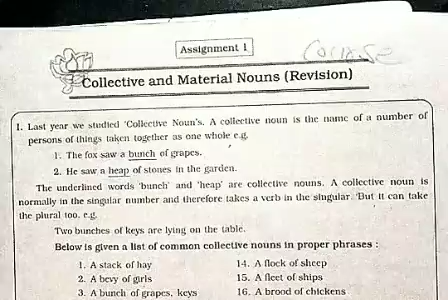 Assignment 1
Collective and Material Nouns (Revision)
1. Last year we studied 'Collective Noun's. A collective noun is the name of a number of
persons of things taken together as one whole e.g.
1. The fox saw a bunch of grapes.
2. He saw a heap of stones in the garden.
The underlined words 'bunch' and 'heap' are collective nouns. A collective noun is
normally in the singular number and therefore takes a verb in the singular. 'But it can take
the plural too, e.g.
Two bunches of keys are lying on the table.
Below is given a list of common collective nouns in proper phrases :
1. A stack of hay
14. A flock of sheep
2. A bevy of girls
15. A fleet of ships
3. A bunch of grapes, keys
16. A brood of chickens